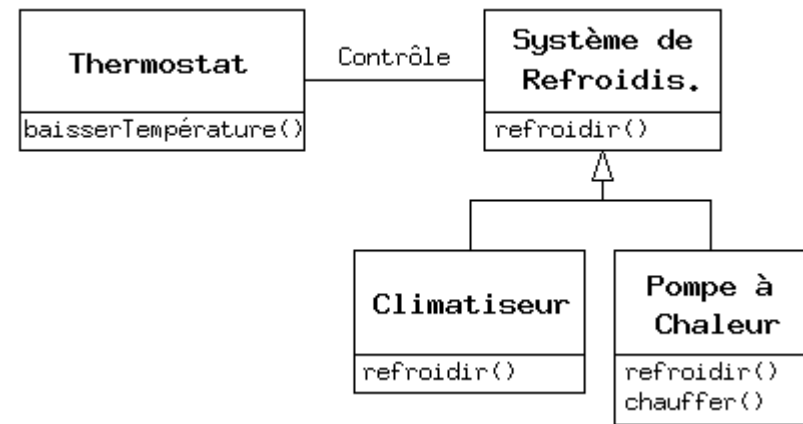 Thermostat
baisserTempérature()
Contrôle
Système de
Refroidis.
refroidir()
Climatiseur
refroidir()
Pompe à
Chaleur
refroidir()
chauffer()